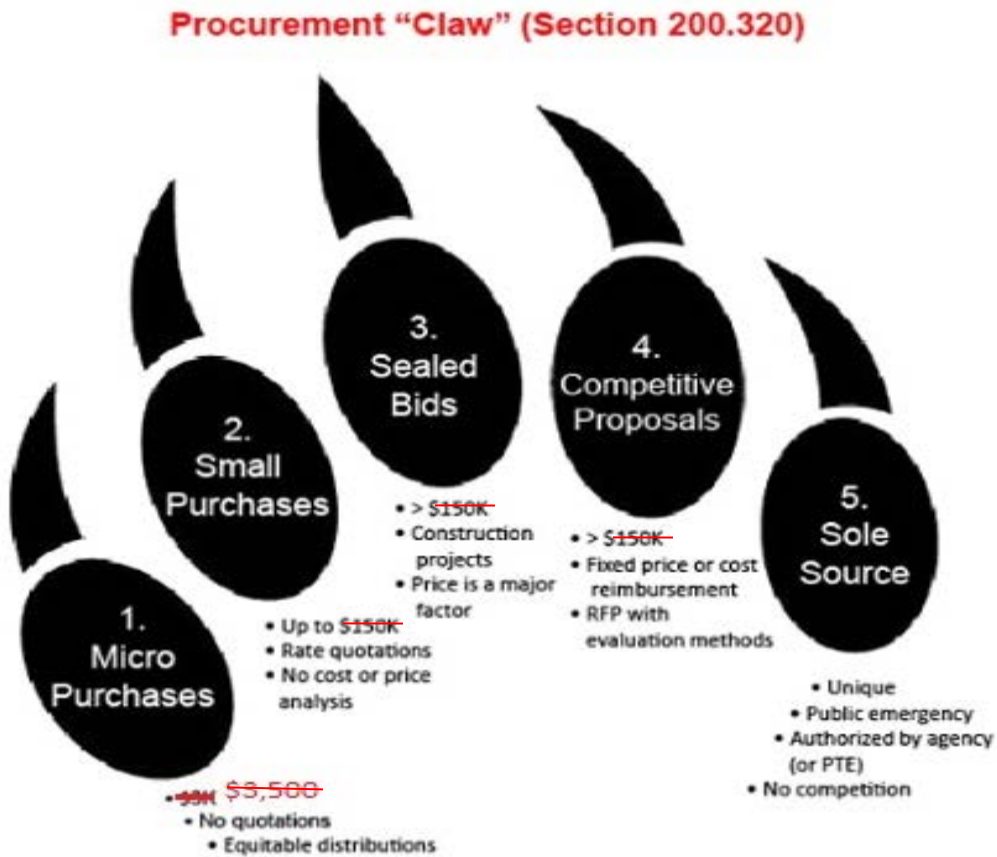 Procurement “Claw” (Section 200.320)
1.
Micro
Purchases
• $3K $3,500
• No quotations
• Equitable distributions
2.
Small
Purchases
• Up to $150K
• Rate quotations
• No cost or price
analysis
3.
Sealed
Bids
• > $150K
• Construction
projects
• Price is a major
factor
4.
Competitive
Proposals
• > $150K
• Fixed price or cost
reimbursement
• RFP with
evaluation methods
5.
Sole
Source
• Unique
• Public emergency
• Authorized by agency
(or PTE)
• No competition